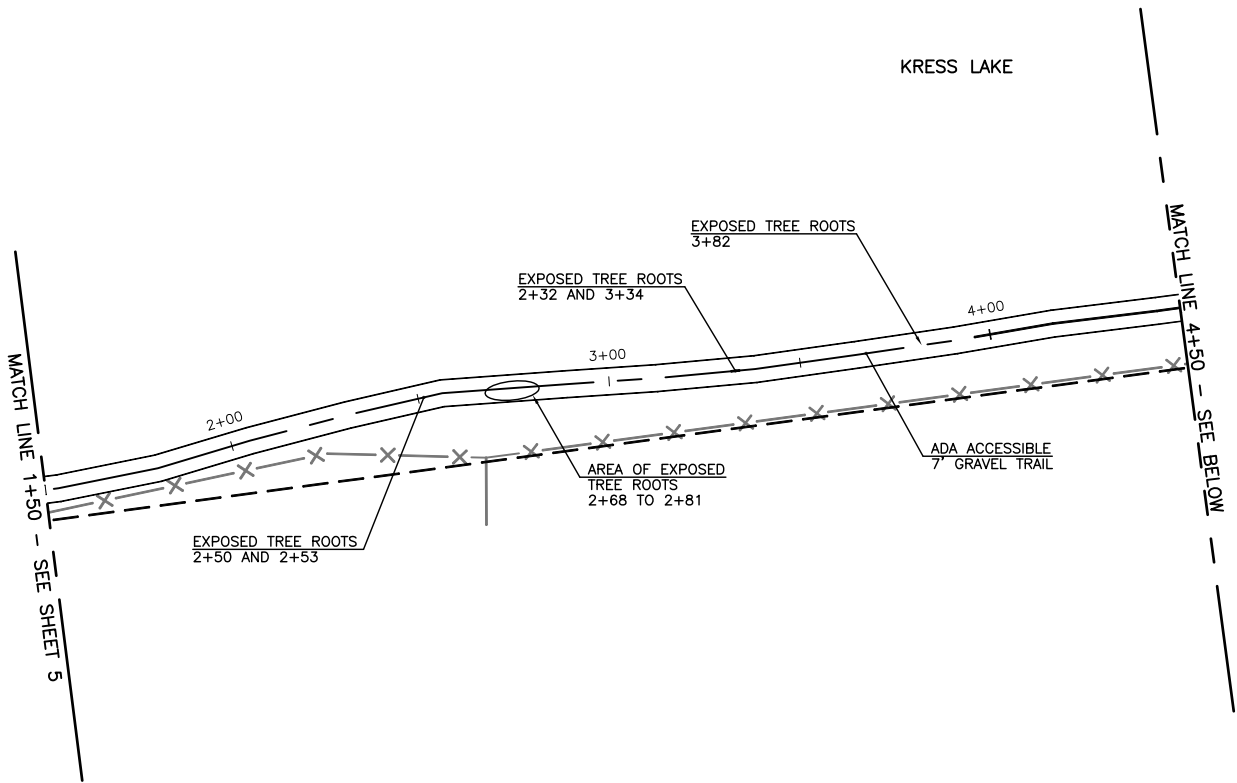 KRESS LAKE
MATCH LINE 4+50 - SEE BELOW
EXPOSED TREE ROOTS
3+82
EXPOSED TREE ROOTS
2+32 AND 3+34
4+00
3+00
2+00
MATCH LINE 1+50 - SEE SHEET 5
ADA ACCESSIBLE
7' GRAVEL TRAIL
AREA OF EXPOSED
TREE ROOTS
2+68 TO 2+81
EXPOSED TREE ROOTS
2+50 AND 2+53